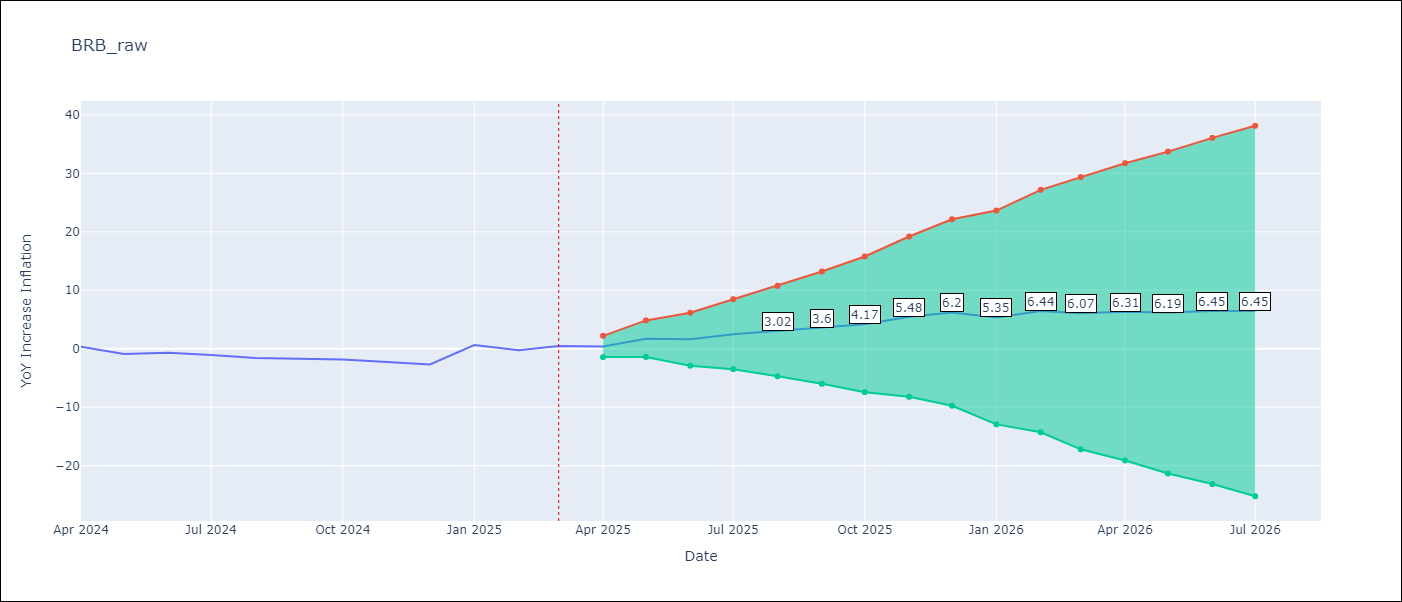 BRB_raw
YoY Increase Inflation
40
30
20
10
0
−10
−20
3.02
3.6
4.17
5.48
6.2
5.35
6.44
6.07
6.31
6.19
6.45
6.45
Apr 2024
Jul 2024
Oct 2024
Jan 2025
Apr 2025
Jul 2025
Oct 2025
Jan 2026
Apr 2026
Jul 2026
Date